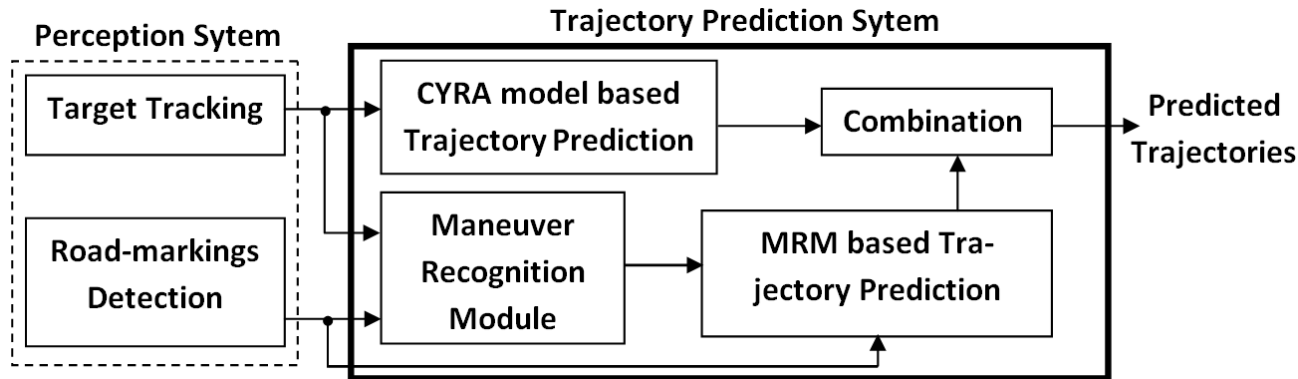 Trajectory Prediction Sytem
Perception Sytem
Target Tracking
CYRA model based
Trajectory Prediction
Combination
Predicted
Trajectories
Road-markings
Detection
Maneuver
Recognition
Module
MRM based Tra-
jectory Prediction